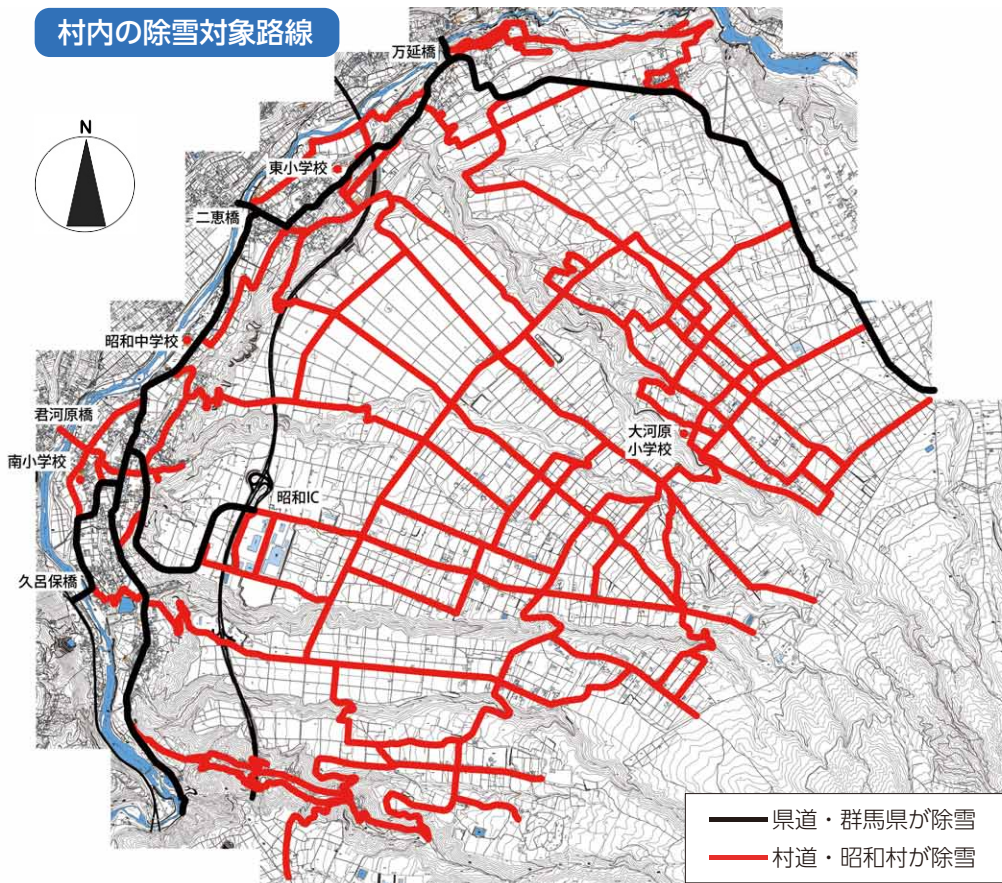 村内の除雪対象路線
N
万延橋
東小学校
二恵橋
昭和中学校
君河原橋
南小学校
大河原
小学校
昭和IC
久呂保橋
県道・群馬県が除雪
村道・昭和村が除雪